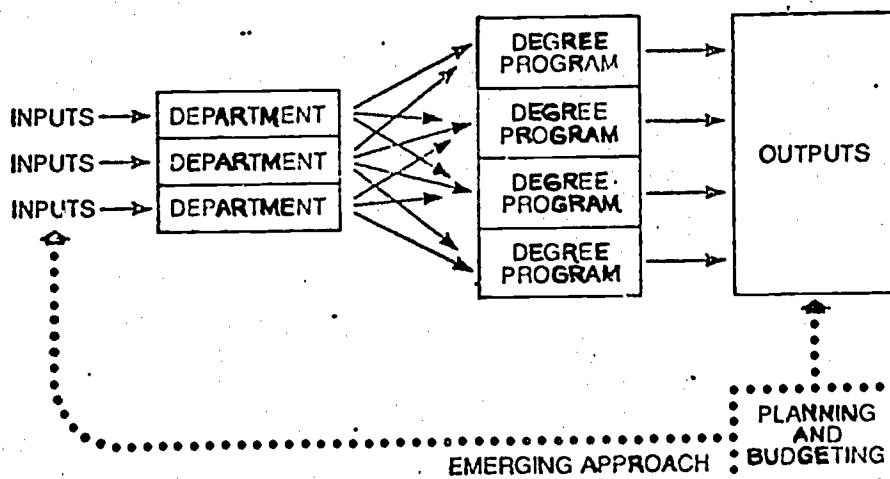 INPUTS
INPUTS
INPUTS
DEPARTMENT
DEPARTMENT
DEPARTMENT
DEGREE
PROGRAM
DEGREE
PROGRAM
DEGREE
PROGRAM
DEGREE
PROGRAM
OUTPUTS
PLANNING
AND
BUDGETING
EMERGING APPROACH